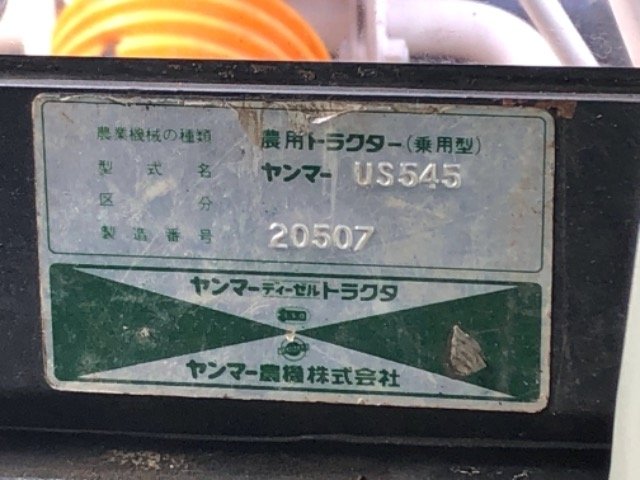 農業機械の種類 農用トラクター(乗用型)
型式名 ヤンマー US545
区分
製造番号 20507
ヤンマーディーゼルトラクタ
ヤンマー農機株式会社